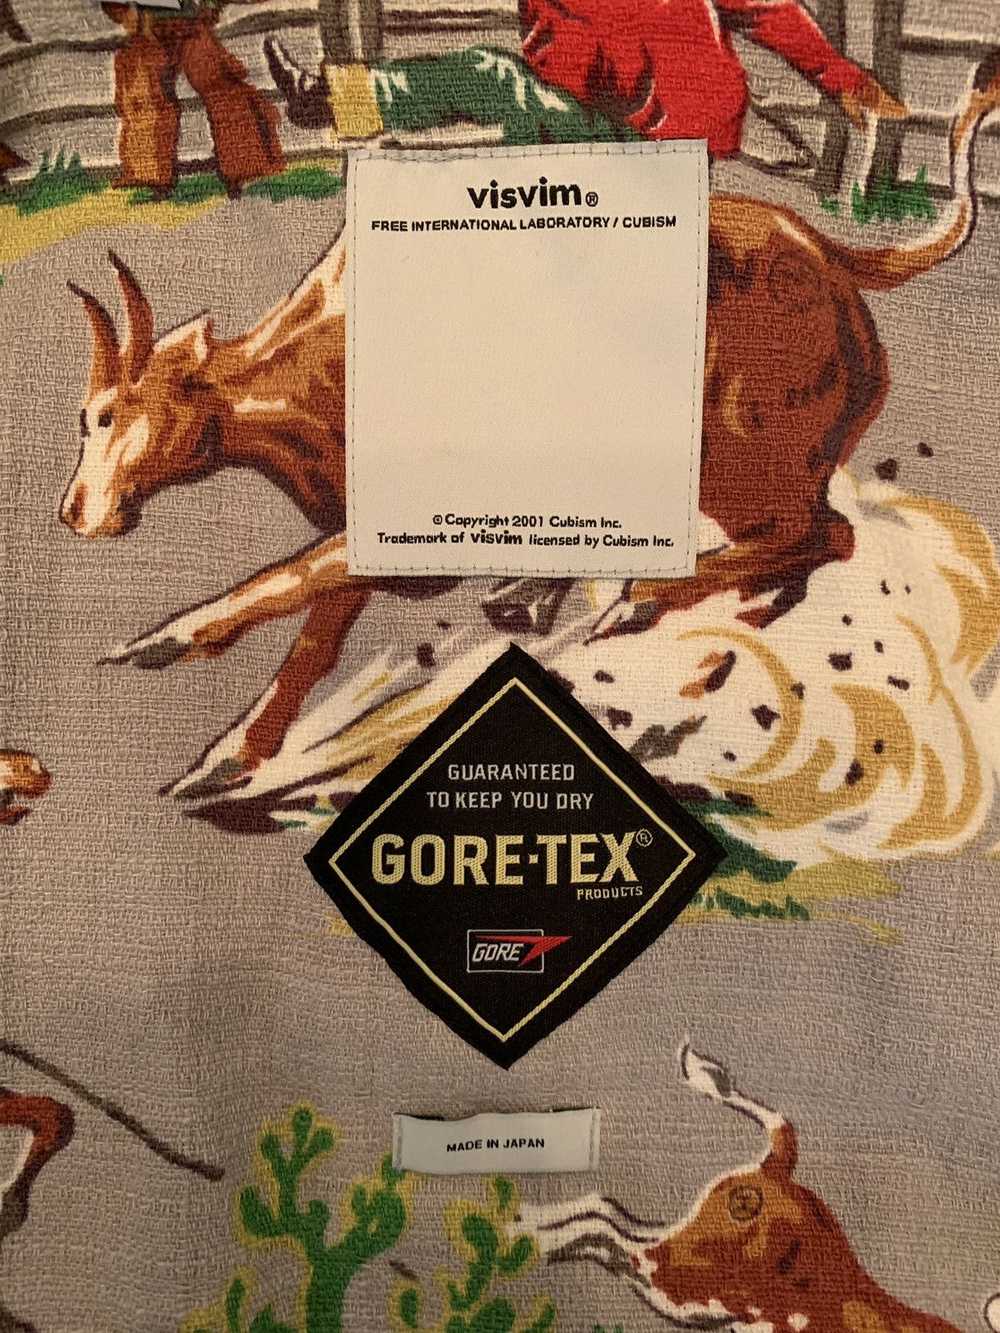 visvim®
FREE INTERNATIONAL LABORATORY / CUBISM
© Copyright 2001 Cubism Inc.
Trademark of visvim licensed by Cubism Inc.
GUARANTEED
TO KEEP YOU DRY
GORE-TEX®
PRODUCTS
GORE
MADE IN JAPAN